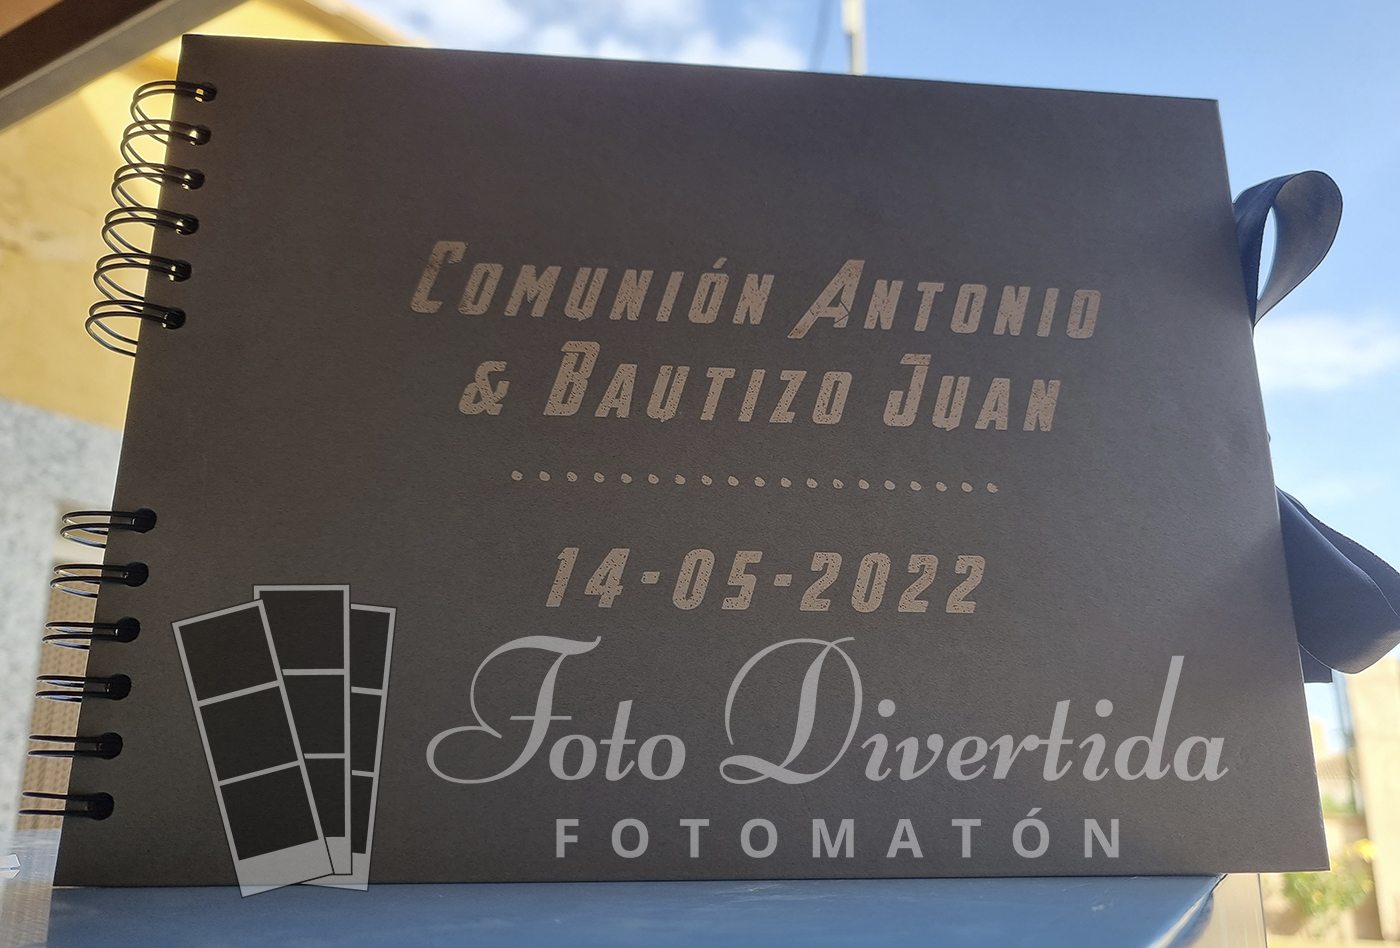 Comunión Antonio
& Bautizo Juan
14-05-2022
Foto Divertida
FOTOMATÓN